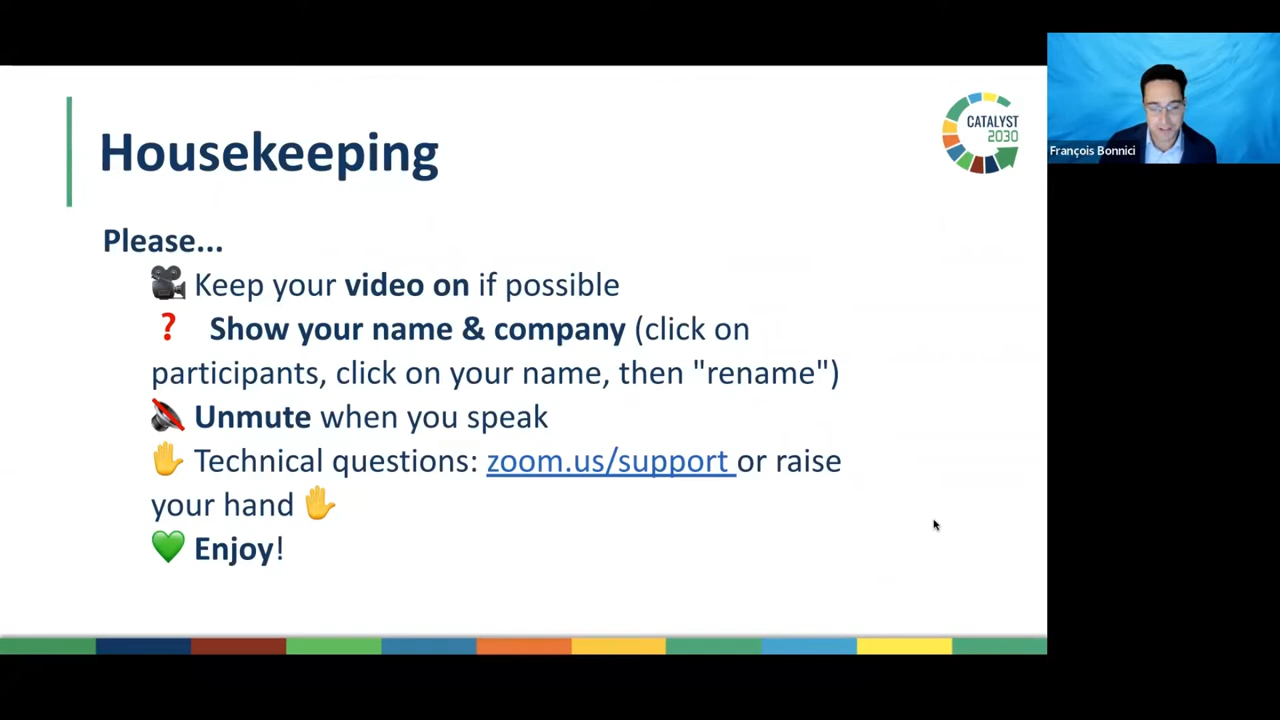 Housekeeping
CATALYST
2030
François Bonnici
Please...
🎥 Keep your video on if possible
❓ Show your name & company (click on
participants, click on your name, then "rename")
🔇 Unmute when you speak
✋ Technical questions: zoom.us/support or raise
your hand ✋
💚 Enjoy!